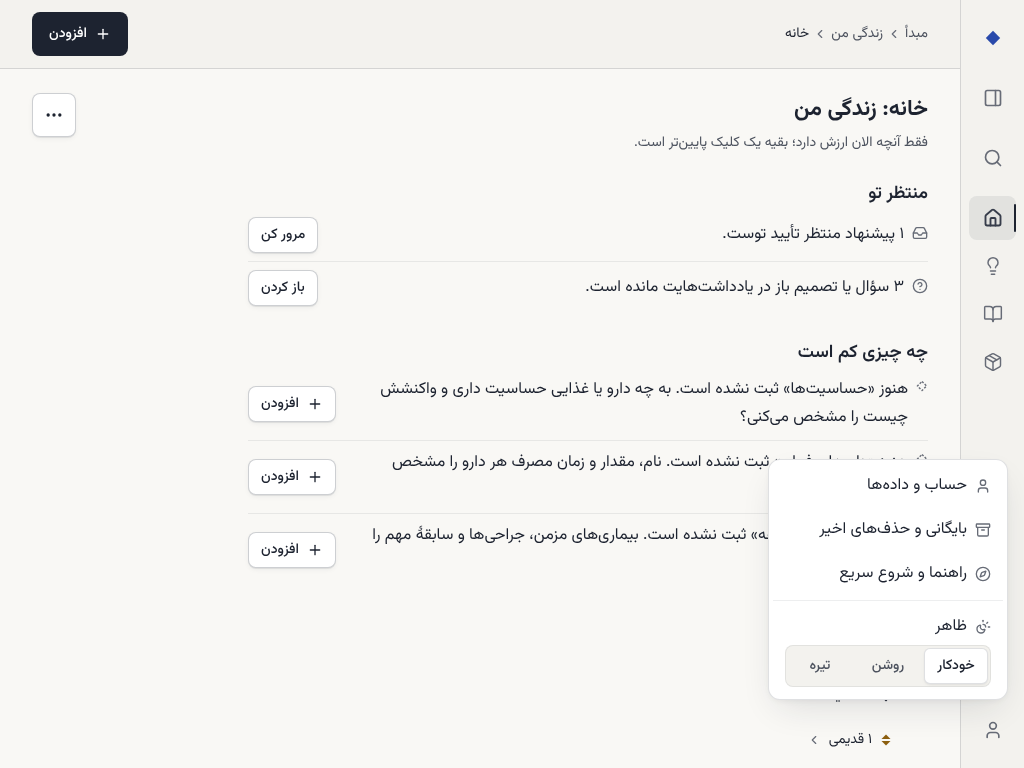 مبدأ › زندگی من › خانه
افزودن
خانه: زندگی من
فقط آنچه الان ارزش دارد؛ بقیه یک کلیک پایین‌تر است.
منتظر تو
۱ پیشنهاد منتظر تأیید توست.
مرور کن
۳ سؤال یا تصمیم باز در یادداشت‌هایت مانده است.
باز کردن
چه چیزی کم است
هنوز «حساسیت‌ها» ثبت نشده است. به چه دارو یا غذایی حساسیت داری و واکنشش
چیست را مشخص می‌کنی؟
افزودن
ثبت نشده است. نام، مقدار و زمان مصرف هر دارو را مشخص
افزودن
ثبت نشده است. بیماری‌های مزمن، جراحی‌ها و سابقهٔ مهم را
افزودن
حساب و داده‌ها
بایگانی و حذف‌های اخیر
راهنما و شروع سریع
ظاهر
خودکار
روشن
تیره
۱ قدیمی